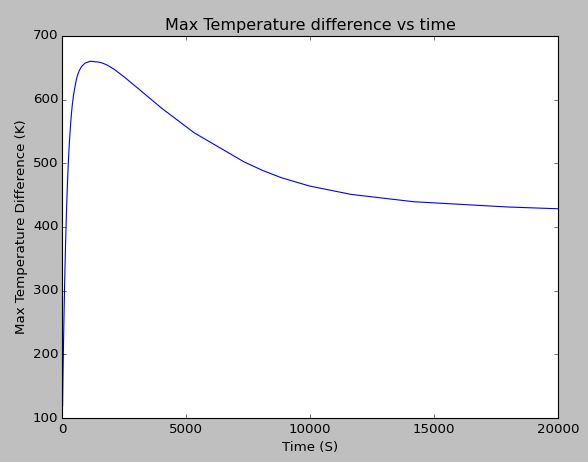 Max Temperature difference vs time
700
600
500
400
300
200
100
Max Temperature Difference (K)
0 5000 10000 15000 20000
Time (S)